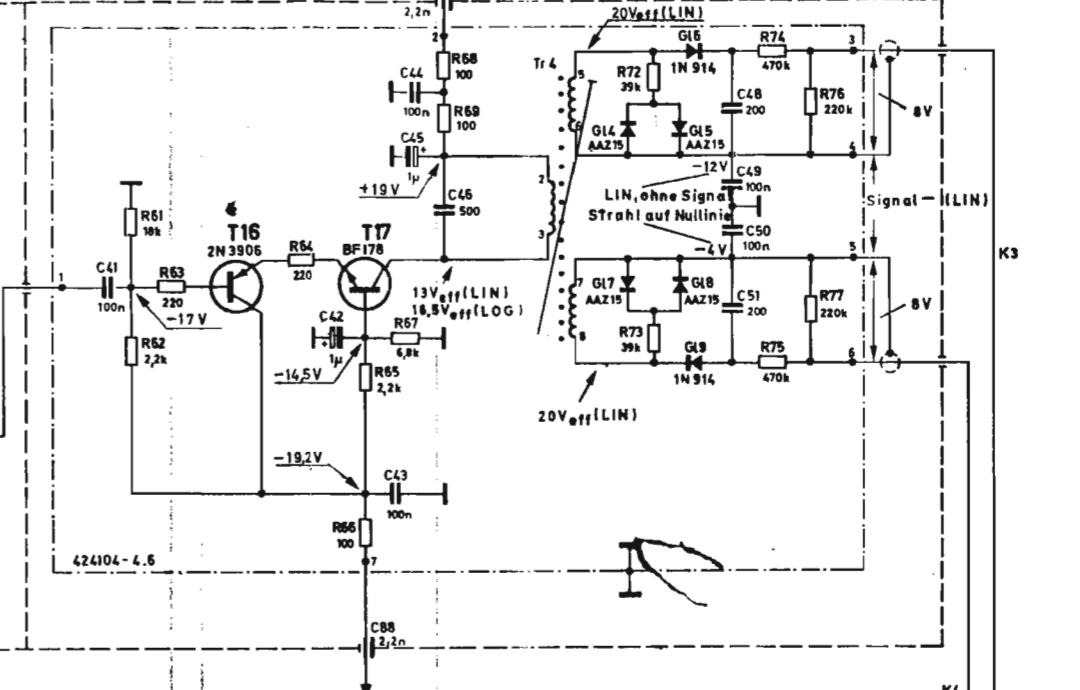 2,2n
20Veff(LIN)
2
R68
100
Gl6
1N 914
R74
470k
3
Tr 4
C44
100n
R72
39k
5
C48
200
R76
220k
8V
R69
100
C45
+
1µ
Gl4
AAZ15
Gl5
AAZ15
6
4
+19V
2
-12V
C49
100n
C46
500
LIN, ohne Signal
Strahl auf Nullinie
Signal-(LIN)
R61
18k
T16
2N 3906
T17
BF178
3
C50
100n
-4V
5
K3
R64
220
1
C41
100n
R63
220
13Veff(LIN)
16,5Veff(LOG)
7
Gl7
AAZ15
Gl8
AAZ15
C51
200
R77
220k
8V
-17V
C42
+
1µ
R67
6,8k
R62
2,2k
8
R73
39k
Gl9
1N 914
R75
470k
6
-14,5V
R65
2,2k
20Veff(LIN)
-19,2V
C43
100n
R66
100
424104-4.6
7
C88
2,2n